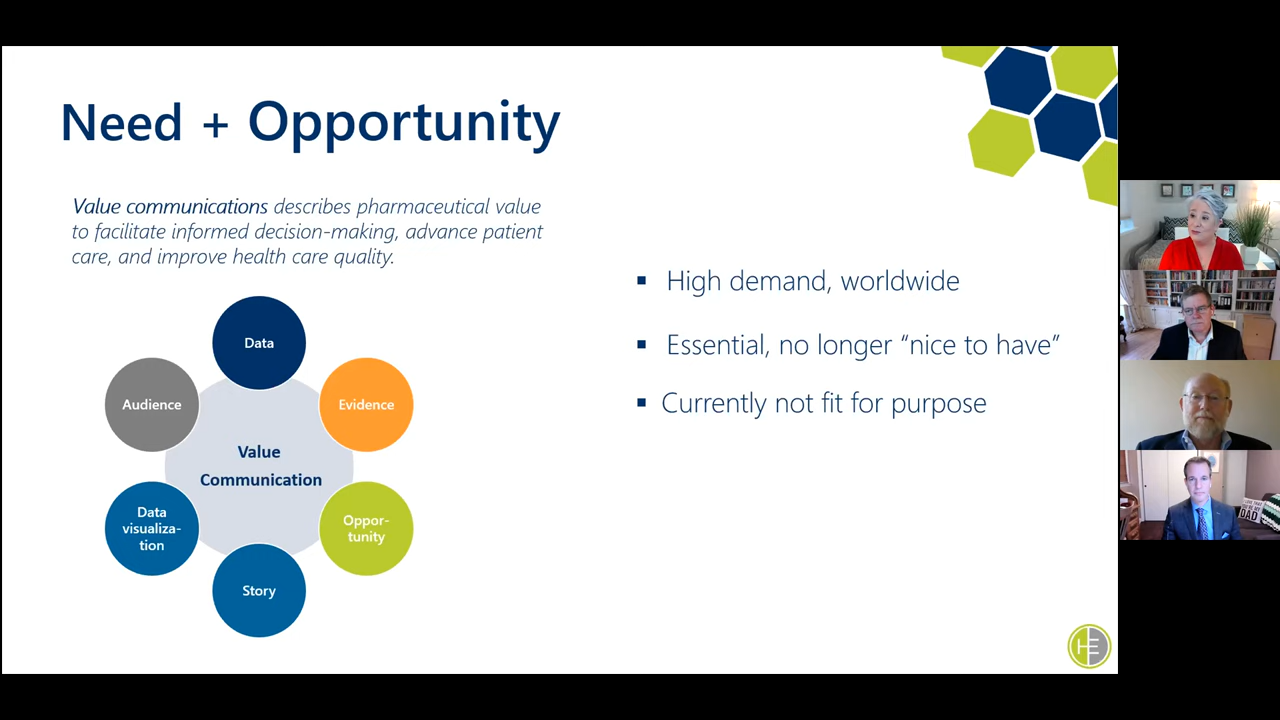 Need + Opportunity
Value communications describes pharmaceutical value
to facilitate informed decision-making, advance patient
care, and improve health care quality.
Data
Evidence
Oppor-
tunity
Story
Data
visualiza-
tion
Audience
Value
Communication
▪ High demand, worldwide
▪ Essential, no longer “nice to have”
▪ Currently not fit for purpose
HE
E
DAD